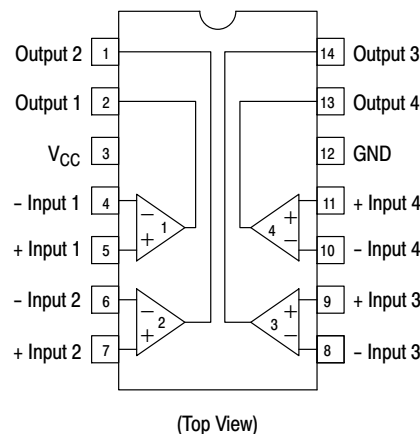 Output 2 1 14 Output 3
Output 1 2 13 Output 4
VCC 3 12 GND
– Input 1 4 − + 11 + Input 4
1 4
+ Input 1 5 + − 10 – Input 4
– Input 2 6 − + 9 + Input 3
2 3
+ Input 2 7 + − 8 – Input 3
(Top View)